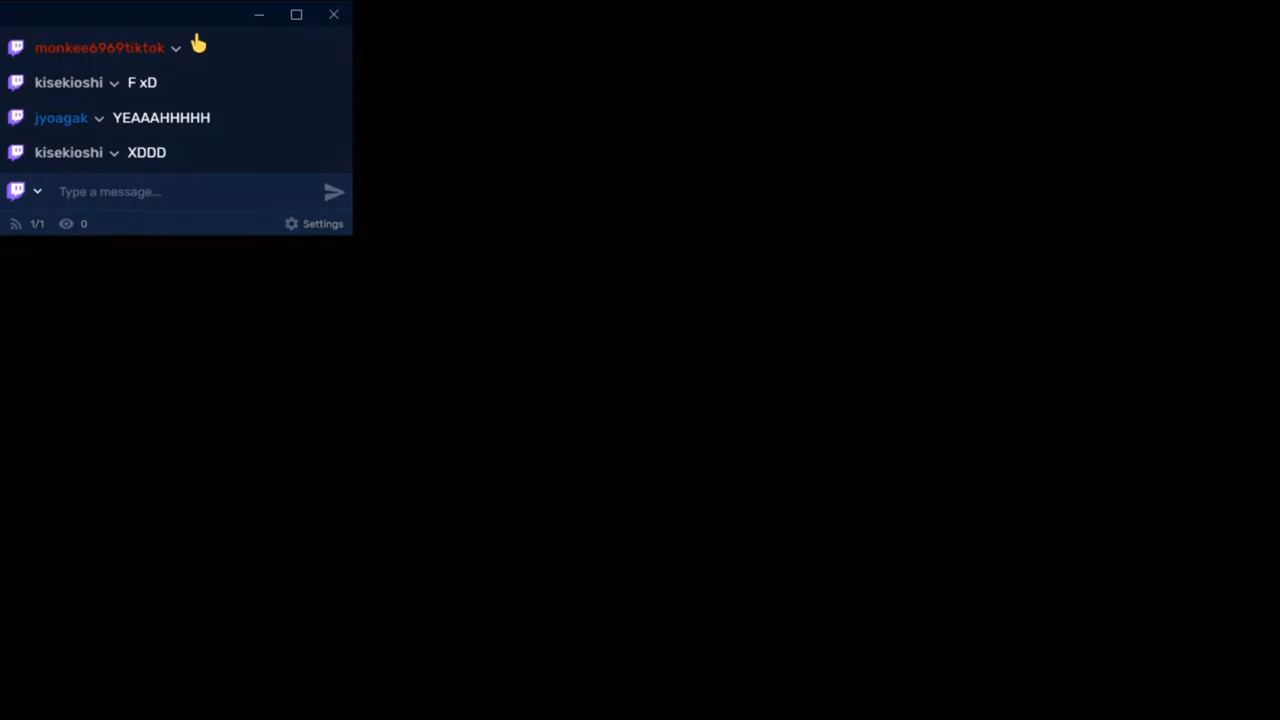 monkee6969tiktok 👆
kisekioshi F xD
jyoagak YEAAAHHHHH
kisekioshi XDDD
Type a message...
1/1 0 Settings